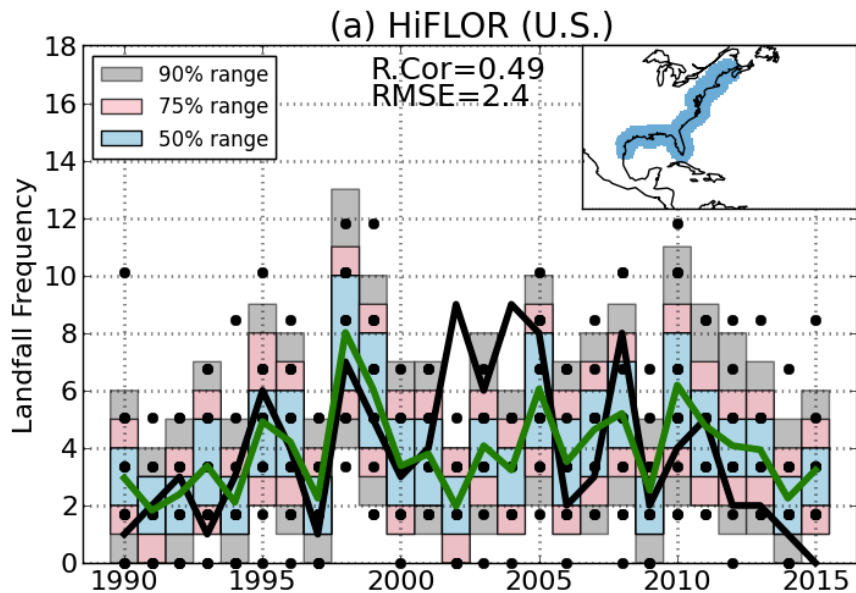 (a) HiFLOR (U.S.)
18
16
14
12
10
8
6
4
2
0
Landfall Frequency
90% range
75% range
50% range
R.Cor=0.49
RMSE=2.4
1990 1995 2000 2005 2010 2015